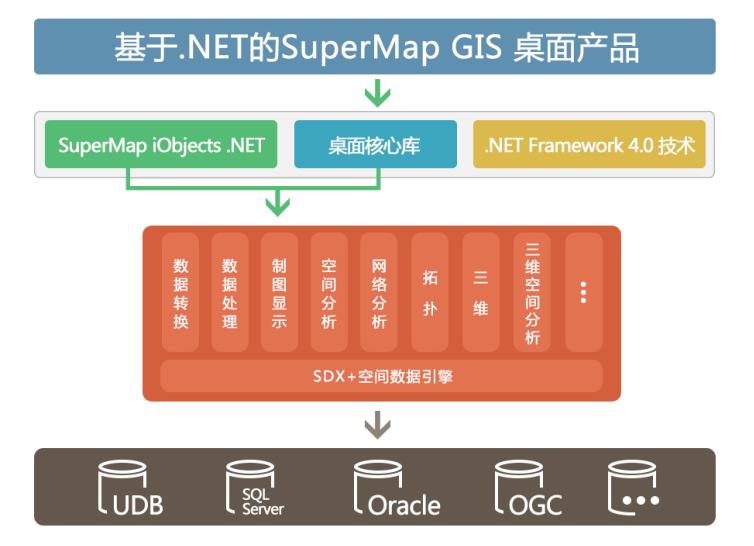 基于.NET的SuperMap GIS 桌面产品
SuperMap iObjects .NET
桌面核心库
.NET Framework 4.0 技术
数据转换
数据处理
制图显示
空间分析
网络分析
拓扑
三维
三维空间分析
SDX+空间数据引擎
UDB
SQL
Server
Oracle
OGC